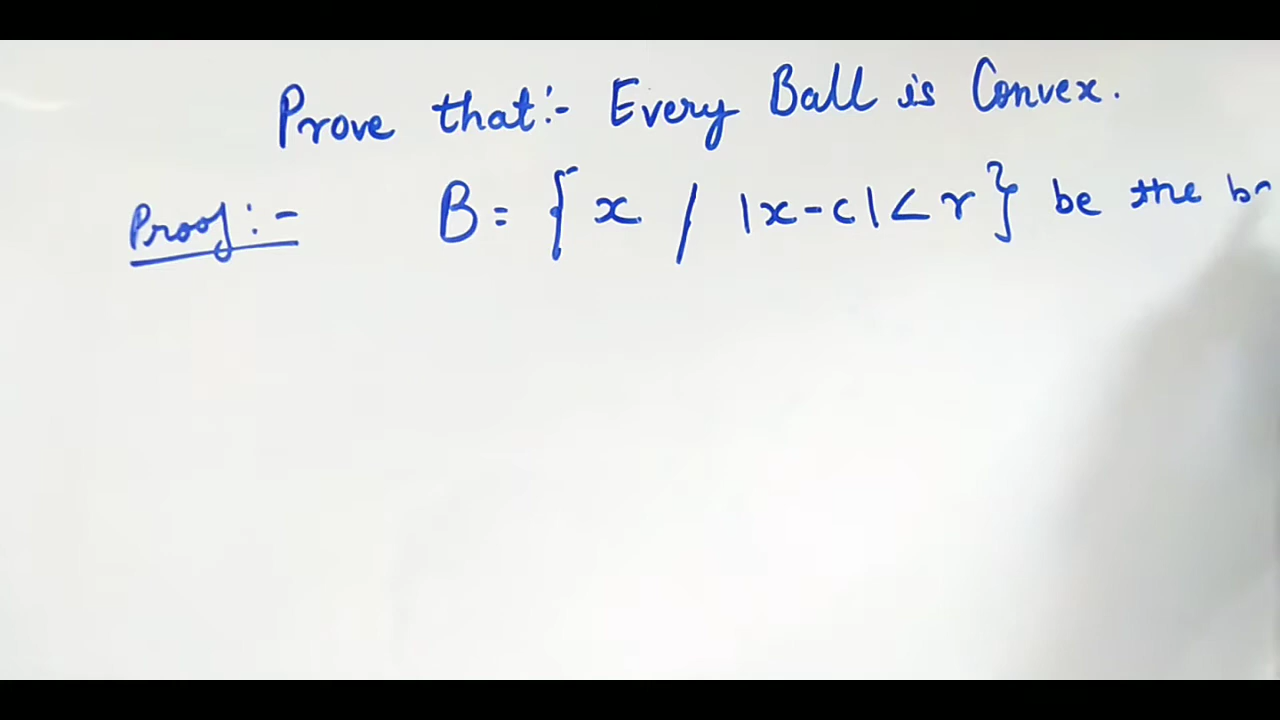 Prove that:- Every Ball is Convex.
Proof:- B = { x / |x-c| < r } be the